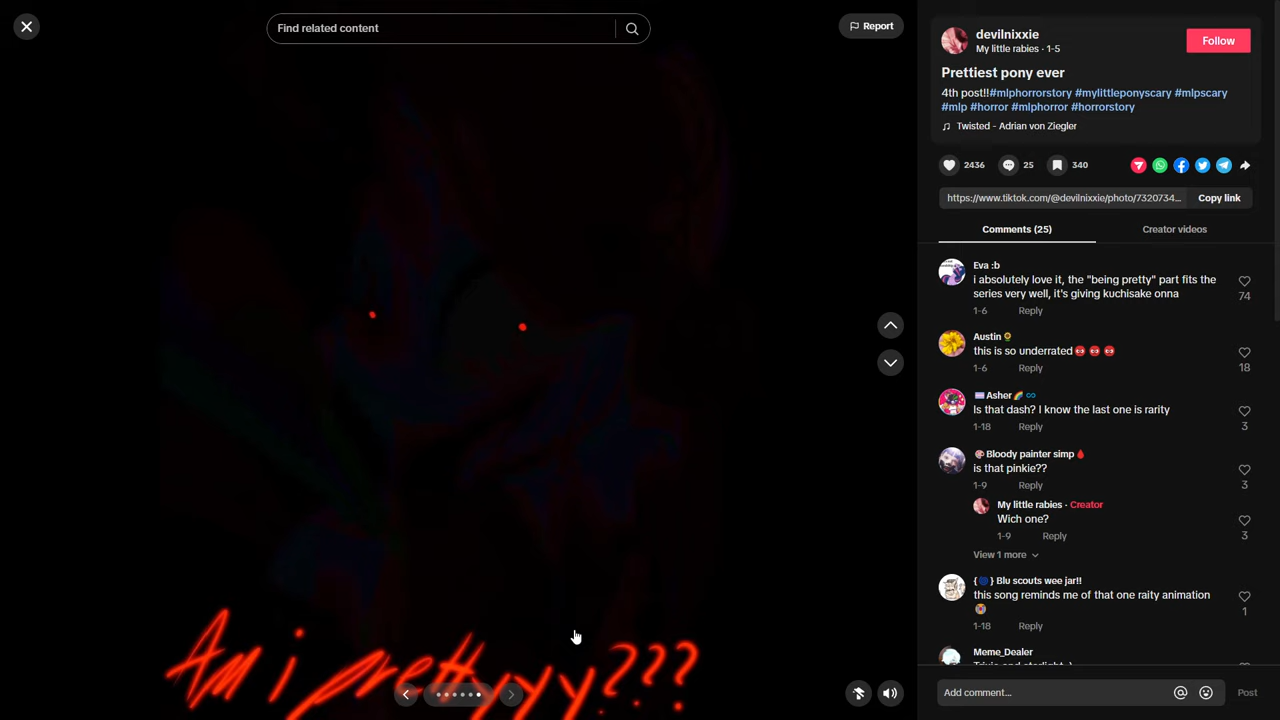 Find related content
Report
devilnixxie
My little rabies · 1-5
Follow
Prettiest pony ever
4th post!!#mlphorrorstory #mylittleponyscary #mlpscary
#mlp #horror #mlphorror #horrorstory
Twisted - Adrian von Ziegler
2436
25
340
https://www.tiktok.com/@devilnixxie/photo/7320734...
Copy link
Comments (25)
Creator videos
Eva :b
i absolutely love it, the "being pretty" part fits the
series very well, it's giving kuchisake onna
1-6
Reply
74
Austin🌻
this is so underrated
1-6
Reply
18
Asher🌈♾
Is that dash? I know the last one is rarity
1-18
Reply
3
Bloody painter simp🩸
is that pinkie??
1-9
Reply
3
My little rabies · Creator
Wich one?
1-9
Reply
3
View 1 more
{🌀} Blu scouts wee jar!!
this song reminds me of that one raity animation
1-18
Reply
1
Meme_Dealer
Am i prettyyy???
Add comment...
Post